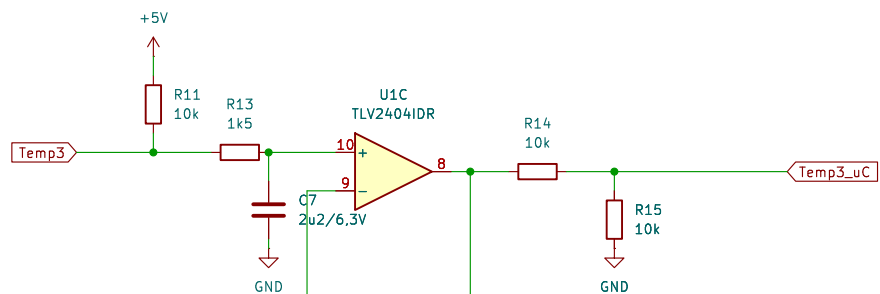 +5V
R11
10k
R13
1k5
Temp3
U1C
TLV2404IDR
10
+
9
-
8
C7
2u2/6,3V
GND
R14
10k
Temp3_uC
R15
10k
GND